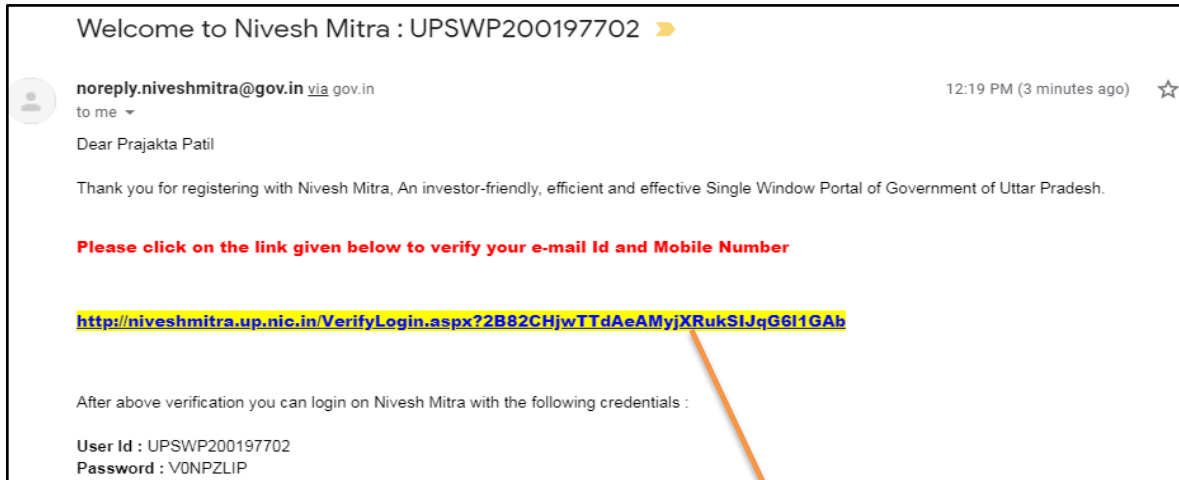 Welcome to Nivesh Mitra : UPSWP200197702
noreply.niveshmitra@gov.in via gov.in
12:19 PM (3 minutes ago)
to me
Dear Prajakta Patil
Thank you for registering with Nivesh Mitra, An investor-friendly, efficient and effective Single Window Portal of Government of Uttar Pradesh.
Please click on the link given below to verify your e-mail Id and Mobile Number
http://niveshmitra.up.nic.in/VerifyLogin.aspx?2B82CHjwTTdAeAMyjXRukSIJqG6I1GAb
After above verification you can login on Nivesh Mitra with the following credentials :
User Id : UPSWP200197702
Password : V0NPZLIP